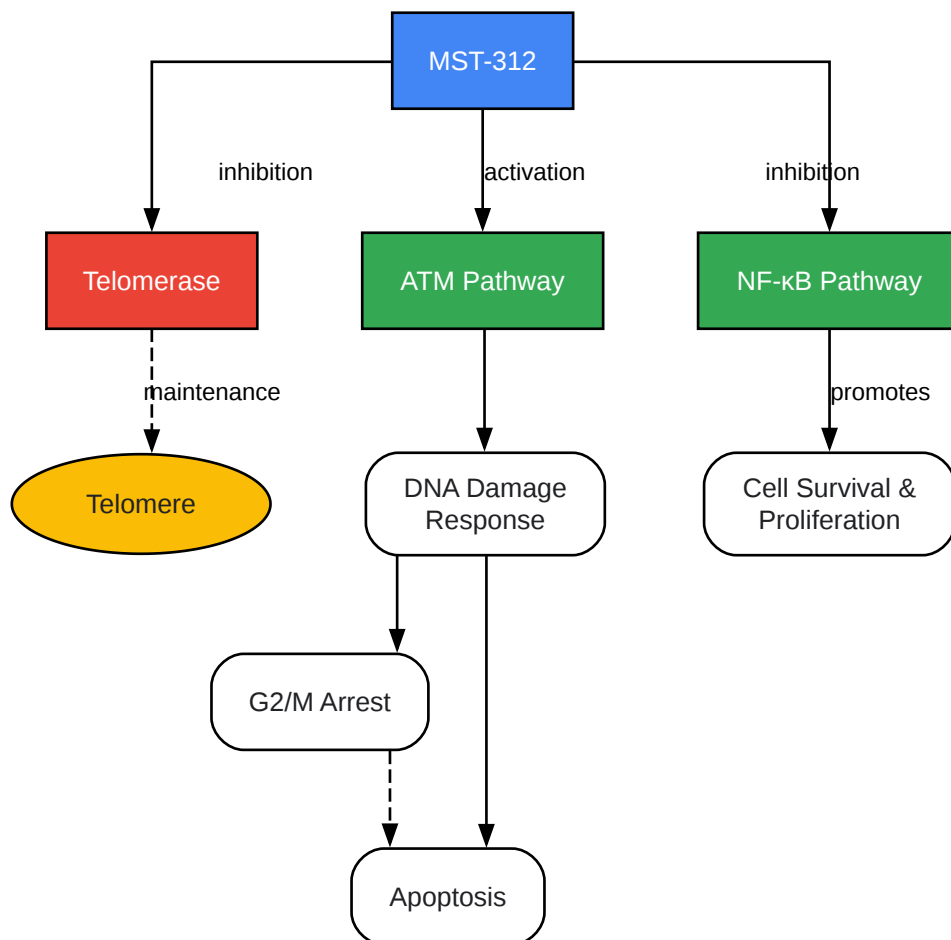 MST-312
inhibition
activation
inhibition
Telomerase
ATM Pathway
NF-κB Pathway
maintenance
promotes
Telomere
DNA Damage
Response
Cell Survival &
Proliferation
G2/M Arrest
Apoptosis